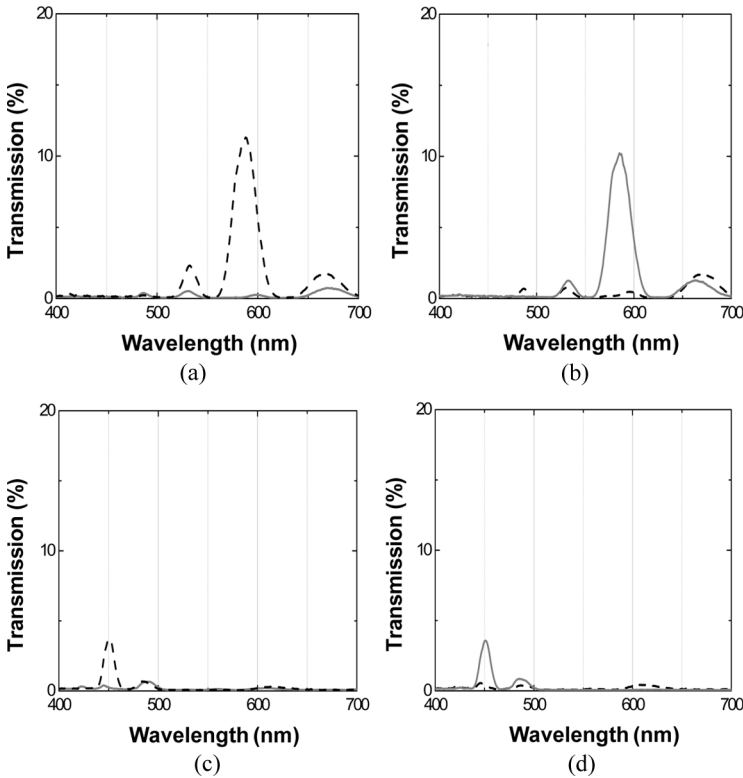 20
10
0
Transmission (%)
400 500 600 700
Wavelength (nm)
(a)
20
10
0
Transmission (%)
400 500 600 700
Wavelength (nm)
(b)
20
10
0
Transmission (%)
400 500 600 700
Wavelength (nm)
(c)
20
10
0
Transmission (%)
400 500 600 700
Wavelength (nm)
(d)